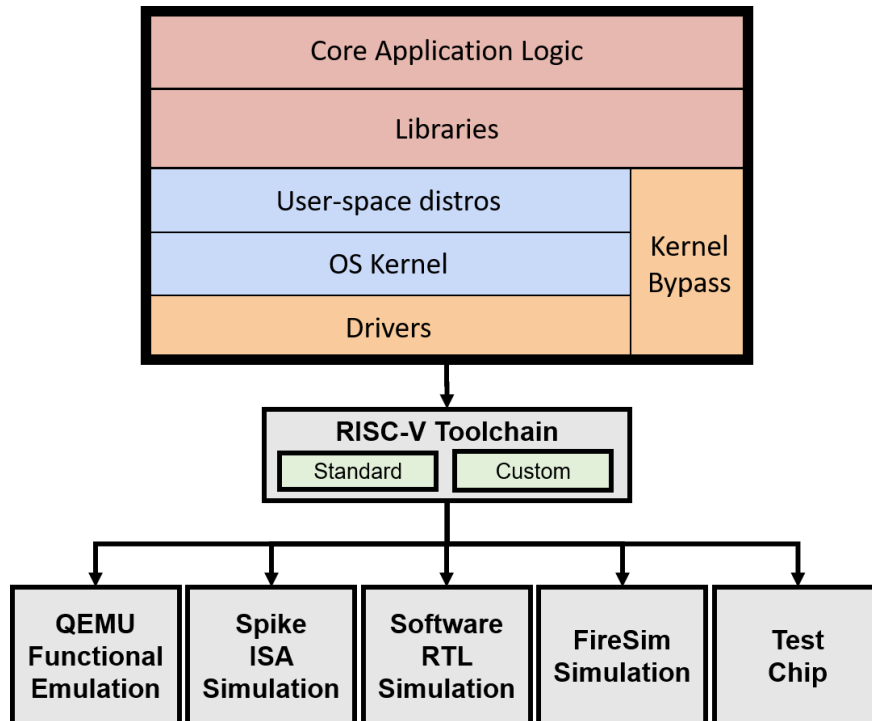 Core Application Logic
Libraries
User-space distros
OS Kernel
Drivers
Kernel
Bypass
RISC-V Toolchain
Standard
Custom
QEMU
Functional
Emulation
Spike
ISA
Simulation
Software
RTL
Simulation
FireSim
Simulation
Test
Chip